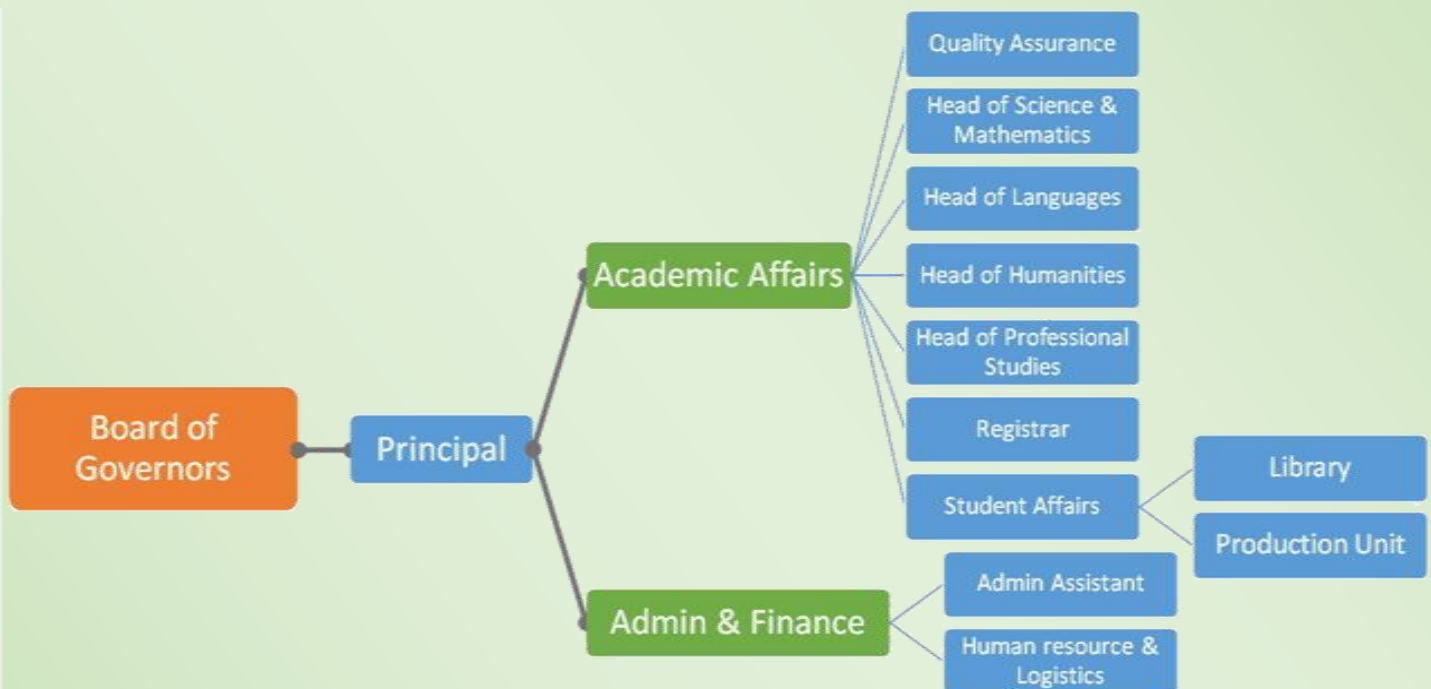 Board of
Governors
Principal
Academic Affairs
Quality Assurance
Head of Science &
Mathematics
Head of Languages
Head of Humanities
Head of Professional
Studies
Registrar
Student Affairs
Library
Production Unit
Admin & Finance
Admin Assistant
Human resource &
Logistics